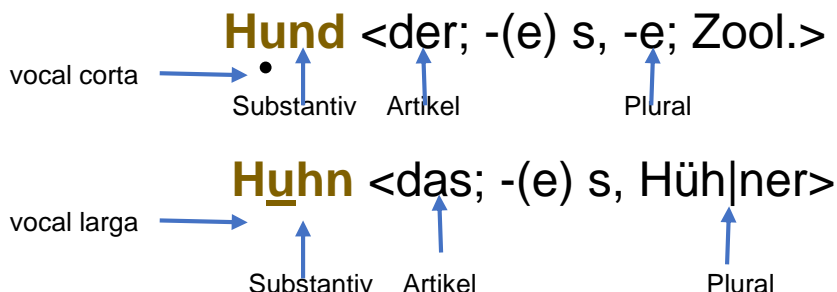 Hund <der; -(e) s, -e; Zool.>
vocal corta
Substantiv Artikel Plural
Huhn <das; -(e) s, Hüh|ner>
vocal larga
Substantiv Artikel Plural